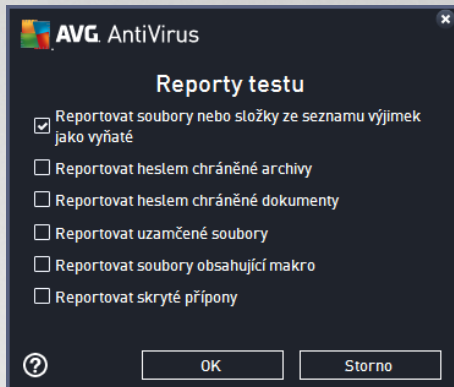 AVG. AntiVirus
Reporty testu
Reportovat soubory nebo složky ze seznamu výjimek
jako vyňaté
Reportovat heslem chráněné archivy
Reportovat heslem chráněné dokumenty
Reportovat uzamčené soubory
Reportovat soubory obsahující makro
Reportovat skryté přípony
OK
Storno